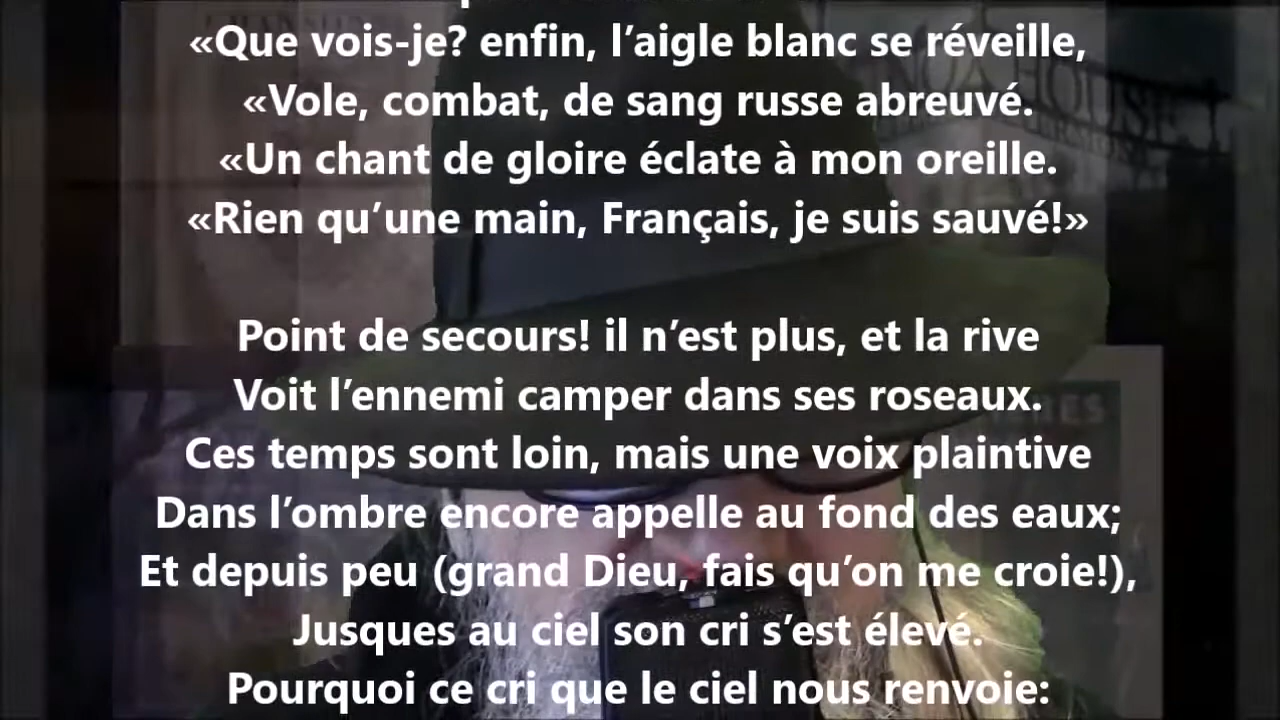 «Que vois-je? enfin, l’aigle blanc se réveille,
«Vole, combat, de sang russe abreuvé.
«Un chant de gloire éclate à mon oreille.
«Rien qu’une main, Français, je suis sauvé!»
Point de secours! il n’est plus, et la rive
Voit l’ennemi camper dans ses roseaux.
Ces temps sont loin, mais une voix plaintive
Dans l’ombre encore appelle au fond des eaux;
Et depuis peu (grand Dieu, fais qu’on me croie!),
Jusques au ciel son cri s’est élevé.
Pourquoi ce cri que le ciel nous renvoie: